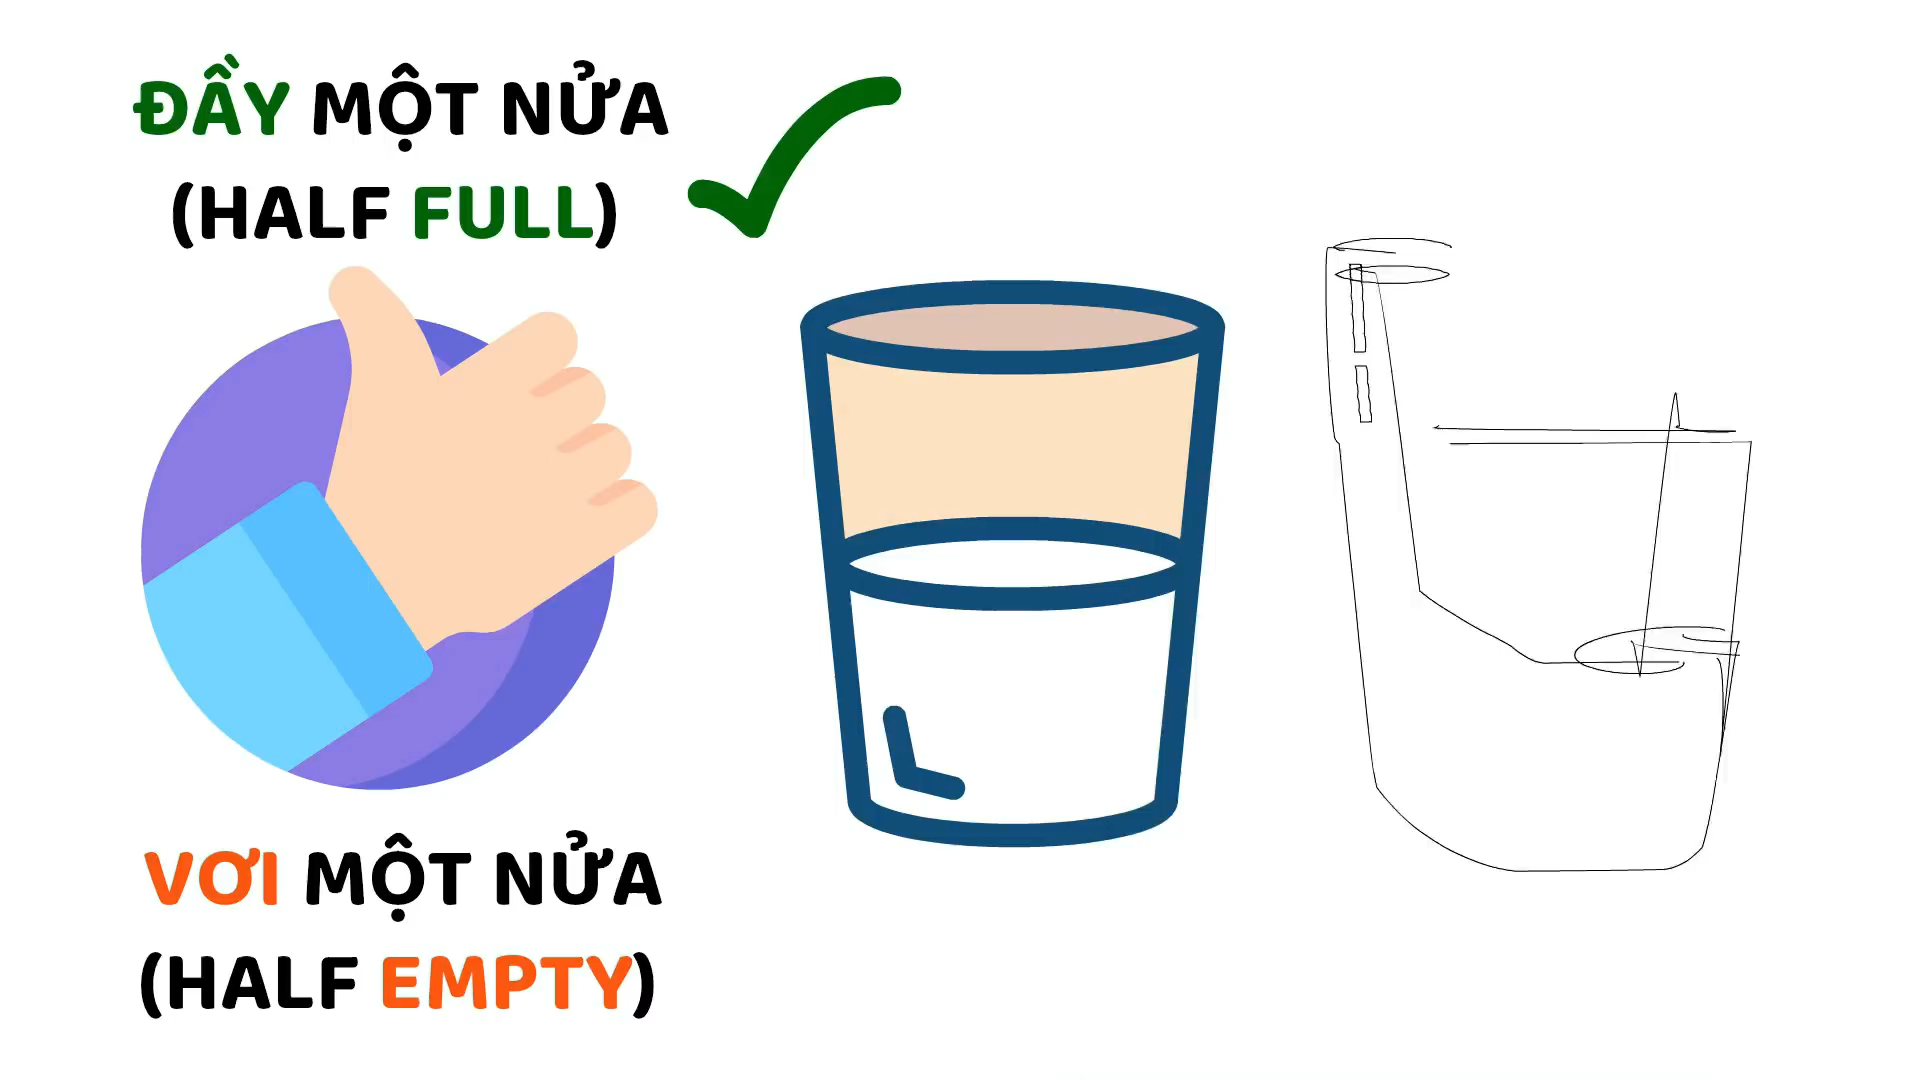 ĐẦY MỘT NỬA
(HALF FULL)
VƠI MỘT NỬA
(HALF EMPTY)